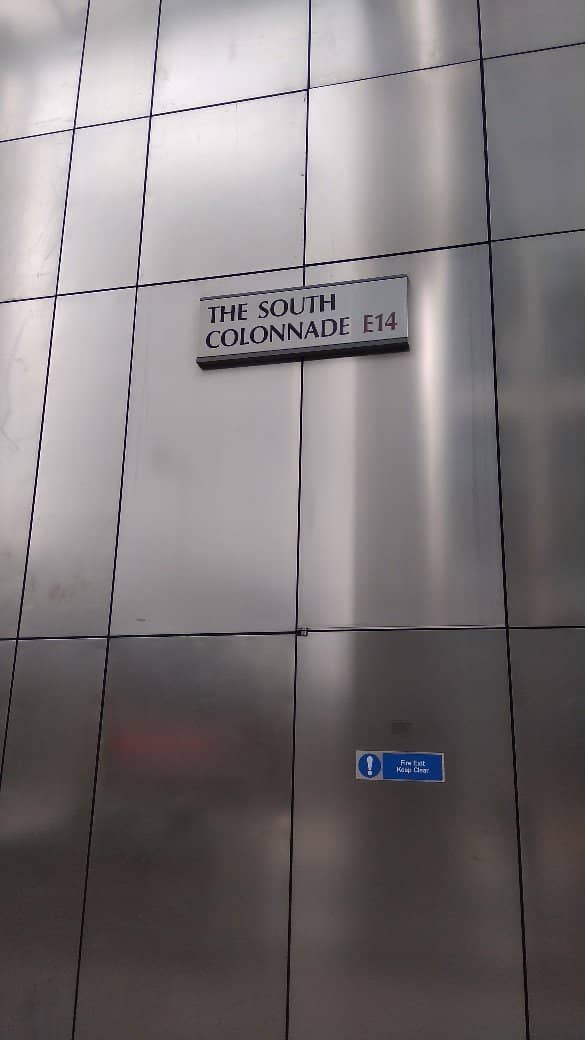 THE SOUTH
COLONNADE E14
Fire Exit
Keep Clear